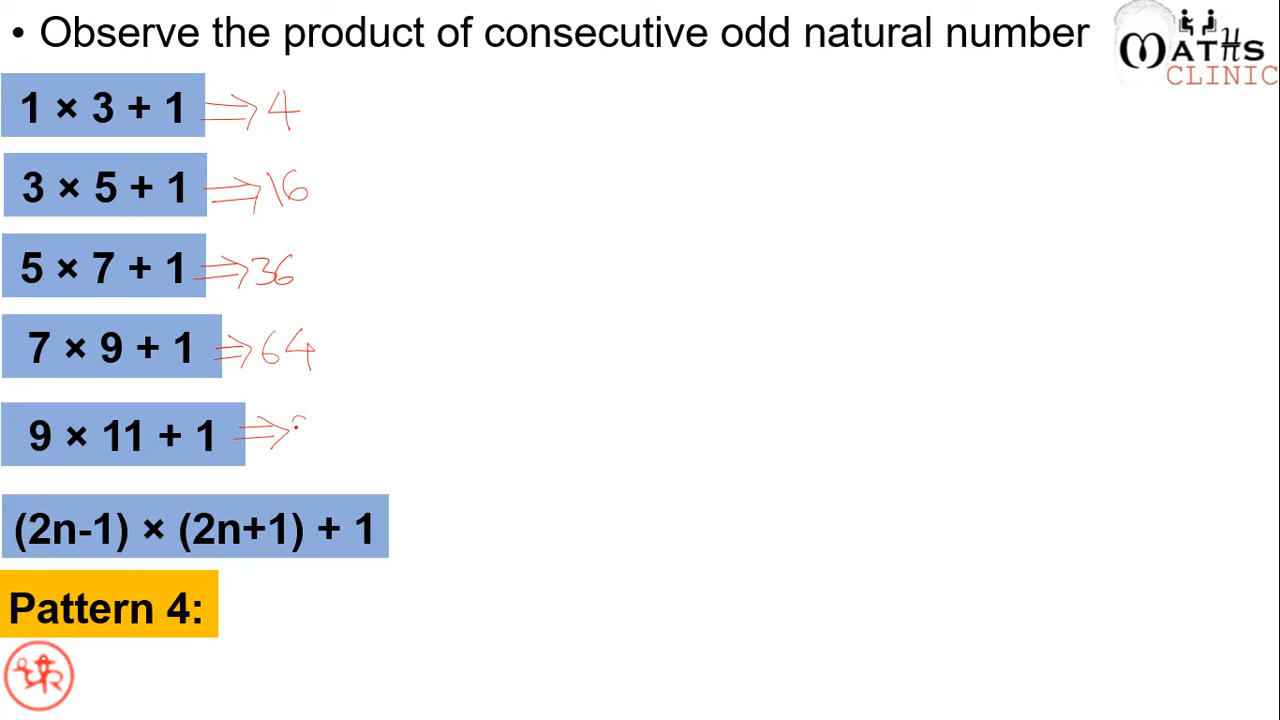 • Observe the product of consecutive odd natural number
MATHS
CLINIC
1 × 3 + 1 ⇒ 4
3 × 5 + 1 ⇒ 16
5 × 7 + 1 ⇒ 36
7 × 9 + 1 ⇒ 64
9 × 11 + 1 ⇒
(2n-1) × (2n+1) + 1
Pattern 4: